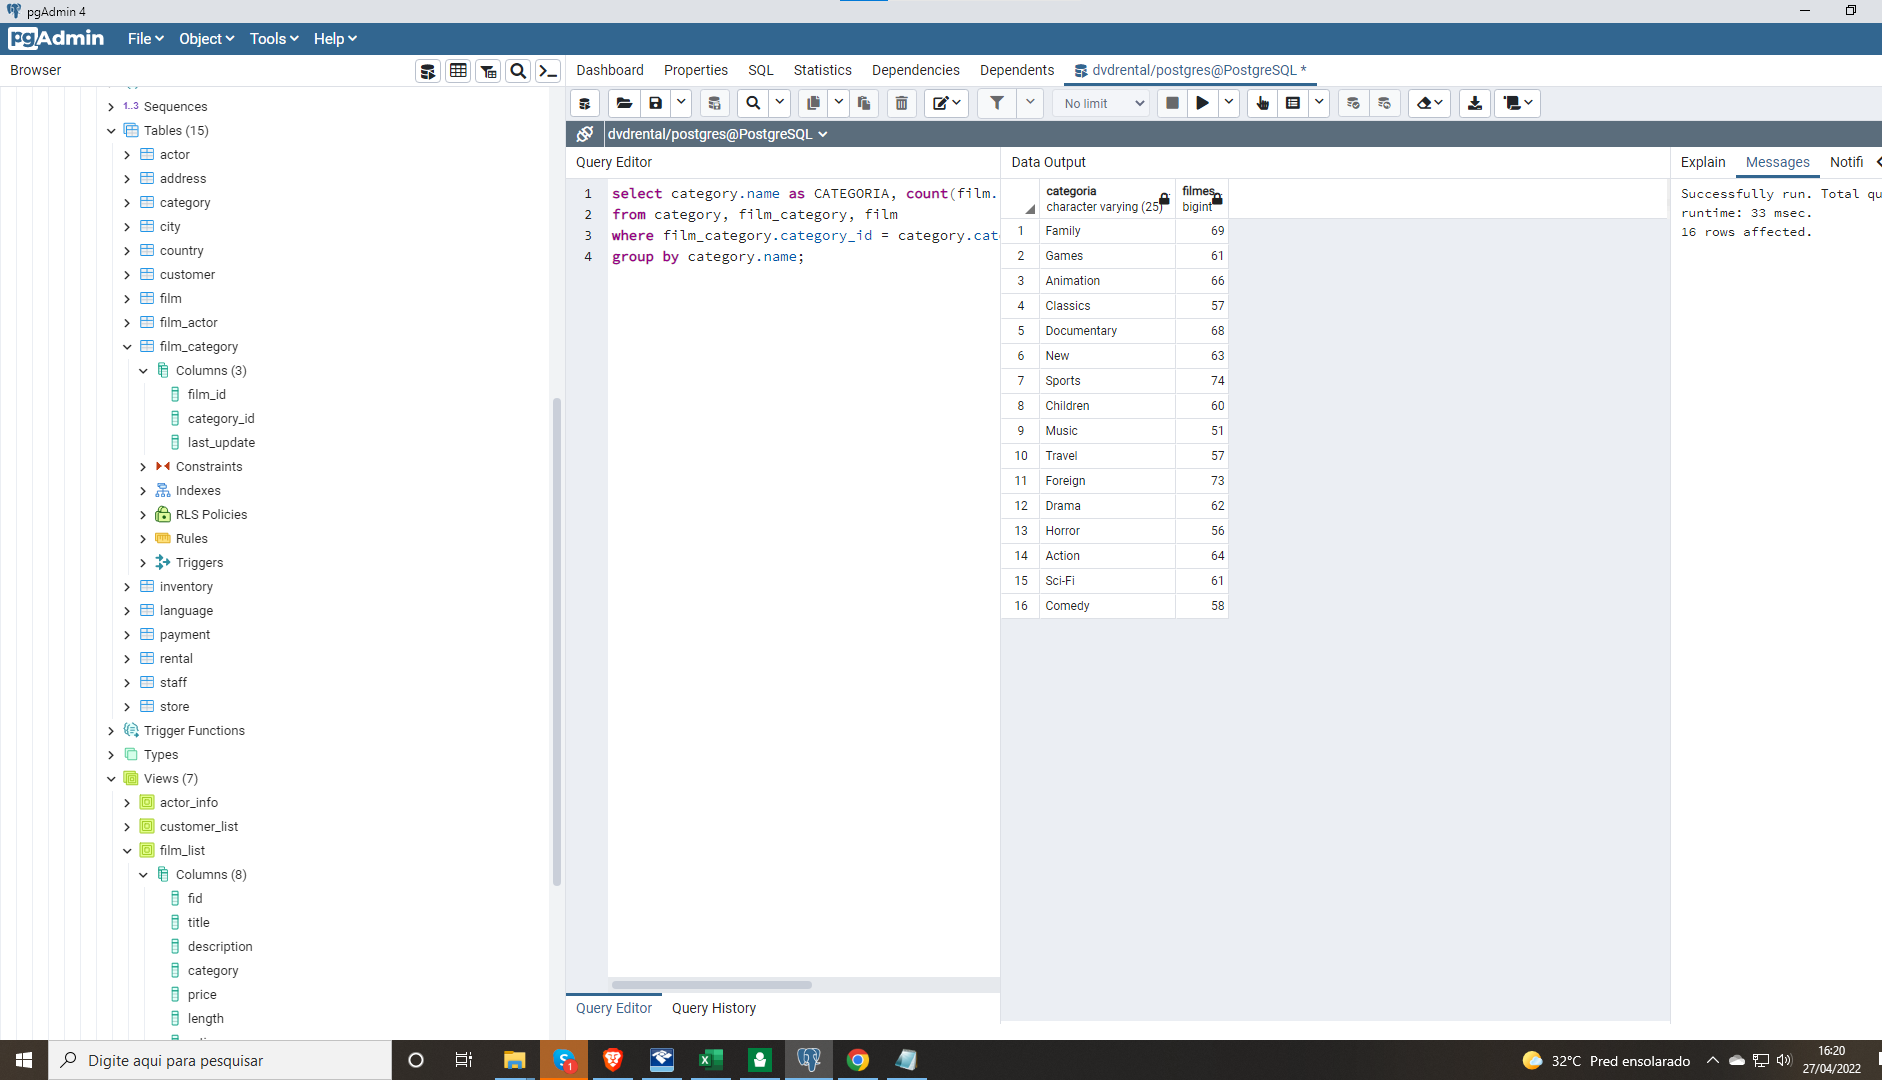 pgAdmin 4
pgAdmin File Object Tools Help
Browser
Sequences
Tables (15)
actor
address
category
city
country
customer
film
film_actor
film_category
Columns (3)
film_id
category_id
last_update
Constraints
Indexes
RLS Policies
Rules
Triggers
inventory
language
payment
rental
staff
store
Trigger Functions
Types
Views (7)
actor_info
customer_list
film_list
Columns (8)
fid
title
description
category
price
length
Dashboard Properties SQL Statistics Dependencies Dependents dvdrental/postgres@PostgreSQL *
No limit
dvdrental/postgres@PostgreSQL
Query Editor
1 select category.name as CATEGORIA, count(film.
2 from category, film_category, film
3 where film_category.category_id = category.cat
4 group by category.name;
Query Editor Query History
Data Output
categoria filmes
character varying (25) bigint
1 Family 69
2 Games 61
3 Animation 66
4 Classics 57
5 Documentary 68
6 New 63
7 Sports 74
8 Children 60
9 Music 51
10 Travel 57
11 Foreign 73
12 Drama 62
13 Horror 56
14 Action 64
15 Sci-Fi 61
16 Comedy 58
Explain Messages Notifi
Successfully run. Total qu
runtime: 33 msec.
16 rows affected.
Digite aqui para pesquisar
1
32°C Pred ensolarado
16:20
27/04/2022